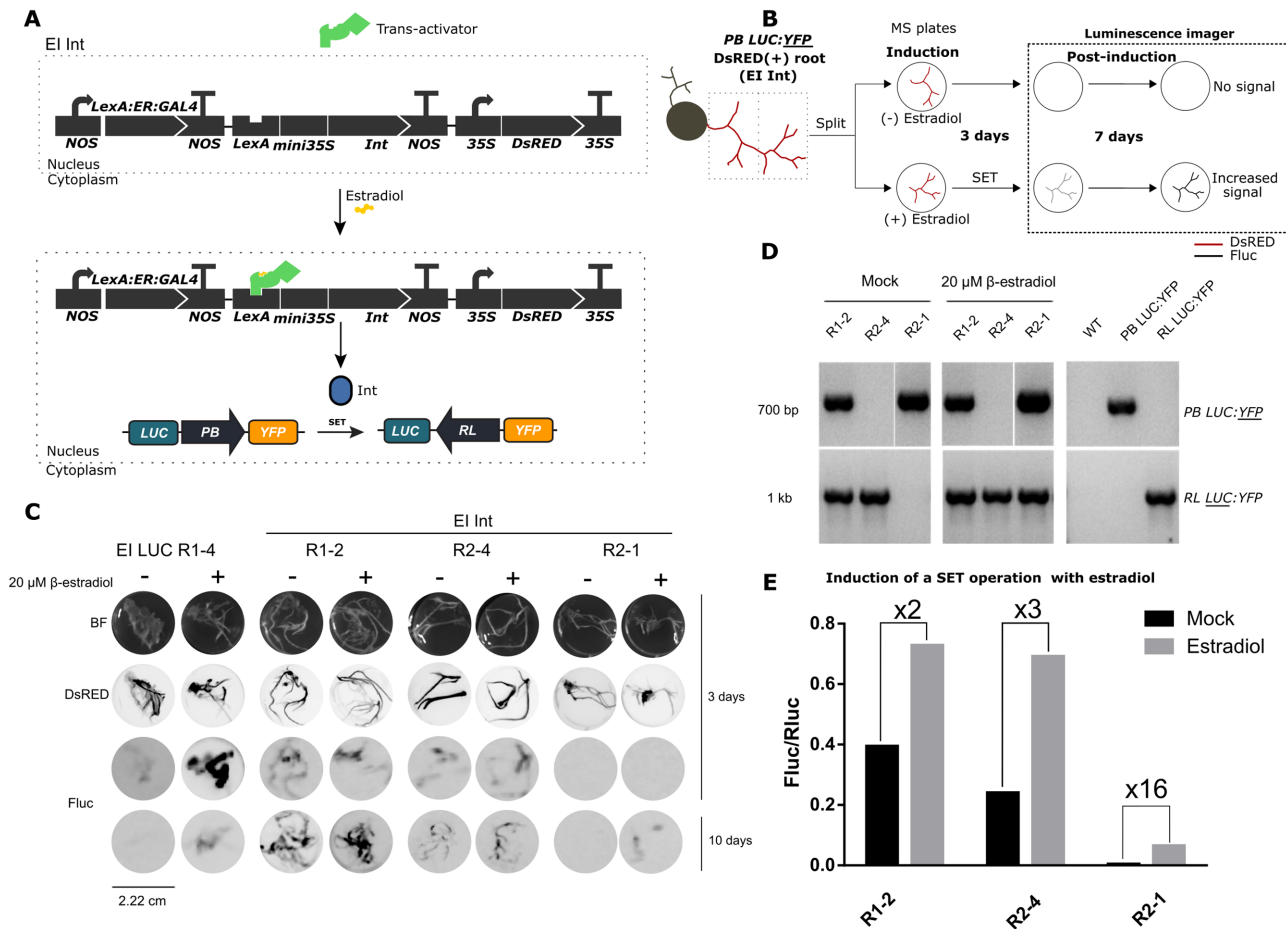 A
Trans-activator
EI Int
LexA:ER:GAL4
NOS
NOS
LexA
mini35S
Int
NOS
35S
DsRED
35S
Nucleus
Cytoplasm
Estradiol
LexA:ER:GAL4
NOS
NOS
LexA
mini35S
Int
NOS
35S
DsRED
35S
Int
LUC
PB
YFP
SET
LUC
RL
YFP
Nucleus
Cytoplasm
B
PB LUC:YFP
DsRED(+) root
(EI Int)
Split
MS plates
Induction
(-) Estradiol
3 days
SET
(+) Estradiol
Luminescence imager
Post-induction
7 days
No signal
Increased
signal
DsRED
Fluc
C
EI Int
EI LUC R1-4
R1-2
R2-4
R2-1
20 µM β-estradiol
- + - + - + - +
BF
DsRED
Fluc
3 days
10 days
2.22 cm
D
Mock
20 µM β-estradiol
R1-2
R2-4
R2-1
R1-2
R2-4
R2-1
WT
PB LUC:YFP
RL LUC:YFP
700 bp
PB LUC:YFP
1 kb
RL LUC:YFP
E
Induction of a SET operation with estradiol
x2
x3
x16
Mock
Estradiol
Fluc/Rluc
0.8
0.6
0.4
0.2
0.0
R1-2
R2-4
R2-1